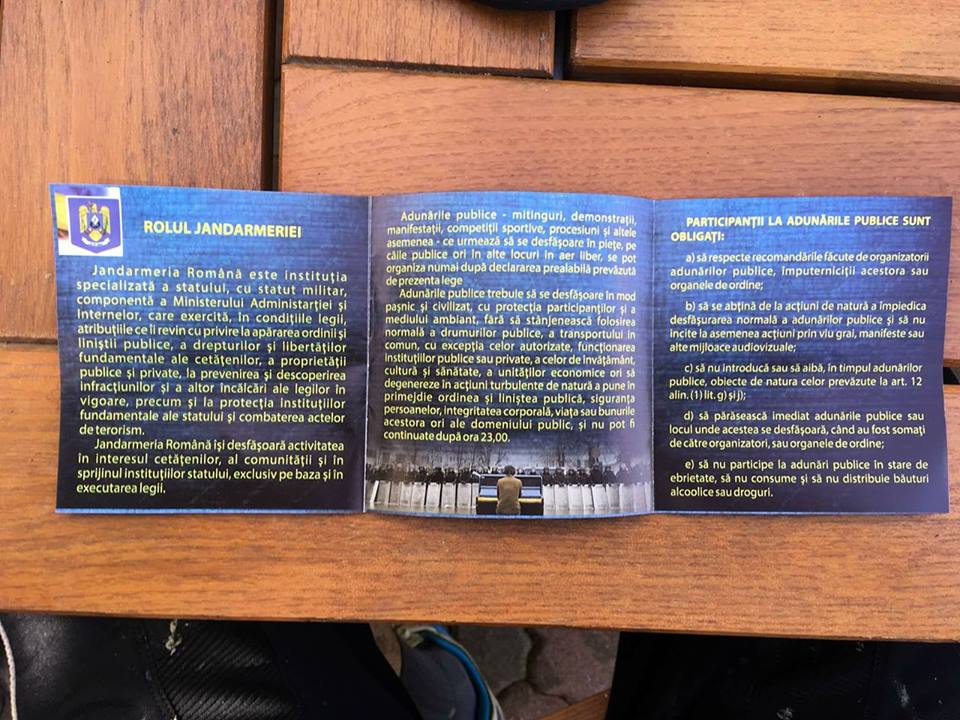 ROLUL JANDARMERIEI
Jandarmeria Română este instituția
specializată a statului, cu statut militar,
componentă a Ministerului Administarției și
Internelor, care exercită, în condițiile legii,
atribuțiile ce îi revin cu privire la apărarea ordinii și
liniștii publice, a drepturilor și libertăților
fundamentale ale cetățenilor, a proprietății
publice și private, la prevenirea și descoperirea
infracțiunilor și a altor încălcări ale legilor în
vigoare, precum și la protecția instituțiilor
fundamentale ale statului și combaterea actelor
de terorism.
Jandarmeria Română își desfășoară activitatea
în interesul cetățenilor, al comunității și în
sprijinul instituțiilor statului, exclusiv pe baza și în
executarea legii.
Adunările publice - mitinguri, demonstrații,
manifestații, competiții sportive, procesiuni și altele
asemenea - ce urmează să se desfășoare în piețe, pe
căile publice ori în alte locuri în aer liber, se pot
organiza numai după declararea prealabilă prevăzută
de prezenta lege
Adunările publice trebuie să se desfășoare în mod
pașnic și civilizat, cu protecția participanților și a
mediului ambiant, fără să stânjenească folosirea
normală a drumurilor publice, a transportului în
comun, cu excepția celor autorizate, funcționarea
instituțiilor publice sau private, a celor de învățământ,
cultură și sănătate, a unităților economice ori să
degenereze în acțiuni turbulente de natură a pune în
primejdie ordinea și liniștea publică, siguranța
persoanelor, integritatea corporală, viața sau bunurile
acestora ori ale domeniului public, și nu pot fi
continuate după ora 23,00.
PARTICIPANȚII LA ADUNĂRILE PUBLICE SUNT
OBLIGAȚI:
a) să respecte recomandările făcute de organizatorii
adunărilor publice, împuterniciții acestora sau
organele de ordine;
b) să se abțină de la acțiuni de natură a împiedica
desfășurarea normală a adunărilor publice și să nu
incite la asemenea acțiuni prin viu grai, manifeste sau
alte mijloace audiovizuale;
c) să nu introducă sau să aibă, în timpul adunărilor
publice, obiecte de natura celor prevăzute la art. 12
alin. (1) lit. g) și j);
d) să părăsească imediat adunările publice sau
locul unde acestea se desfășoară, când au fost somați
de către organizatori, sau organele de ordine;
e) să nu participe la adunări publice în stare de
ebrietate, să nu consume și să nu distribuie băuturi
alcoolice sau droguri.